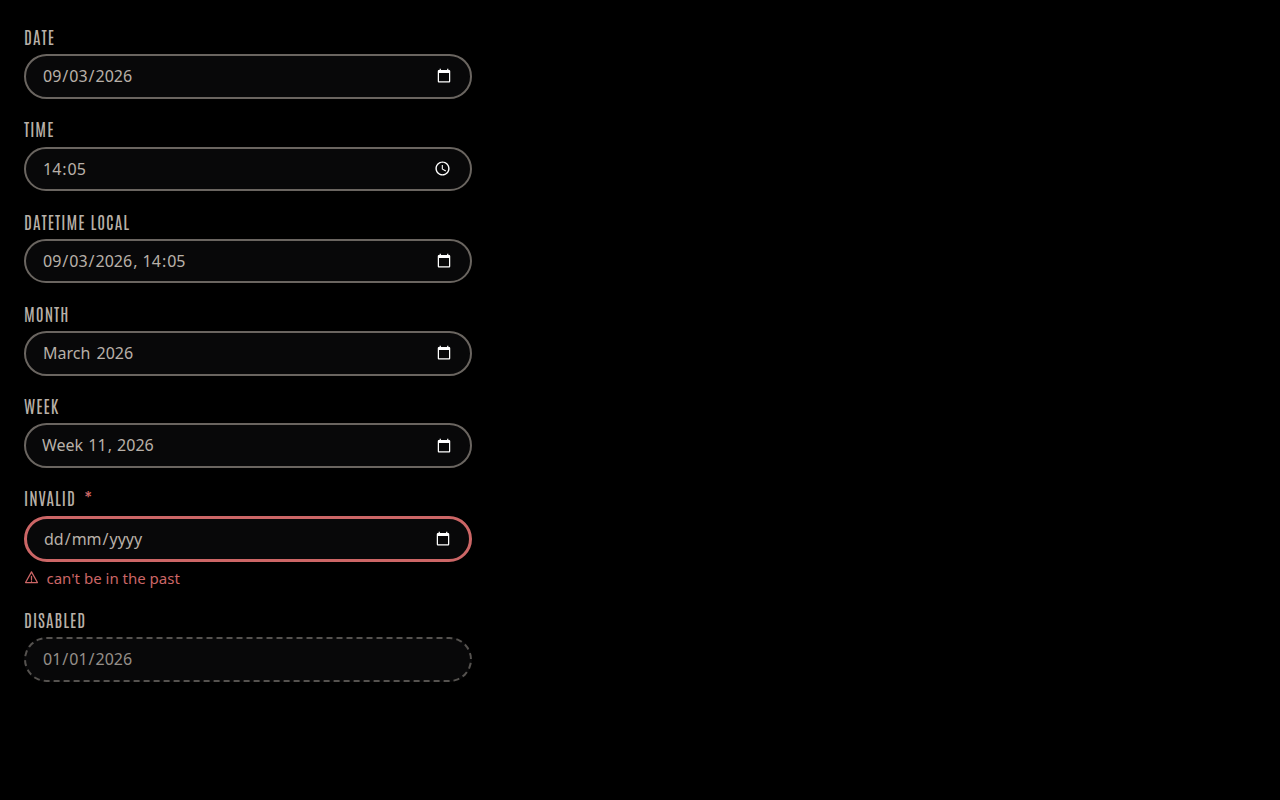 DATE
09/03/2026
TIME
14:05
DATETIME LOCAL
09/03/2026, 14:05
MONTH
March 2026
WEEK
Week 11, 2026
INVALID *
dd/mm/yyyy
can't be in the past
DISABLED
01/01/2026